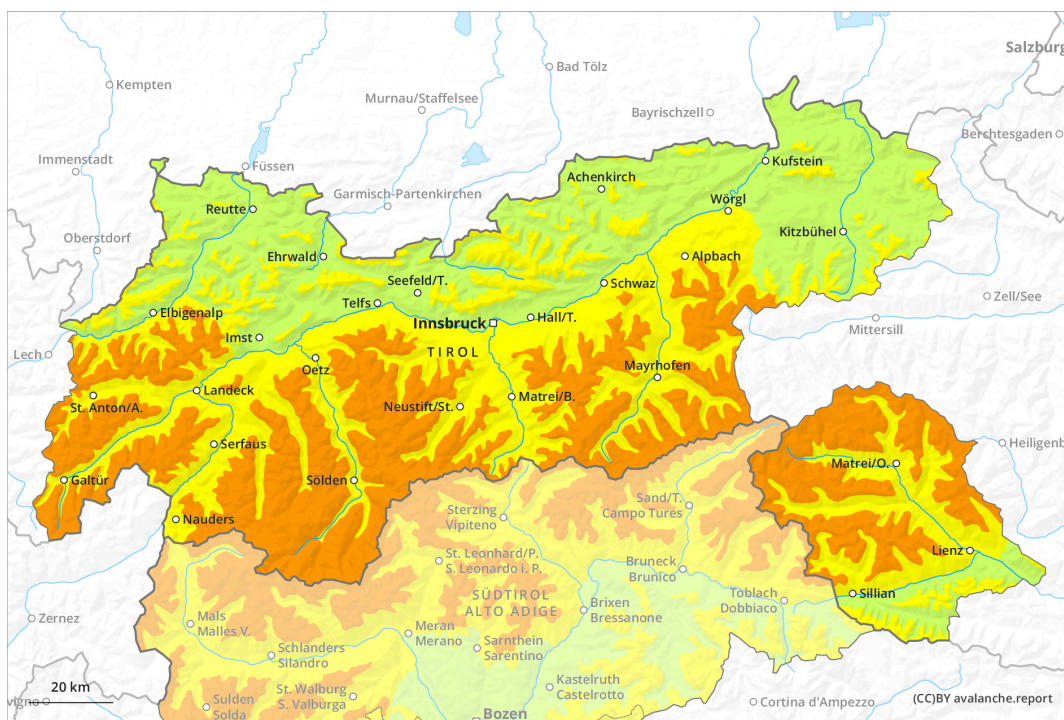 Salzburg
Kempten
Bad Tölz
Murnau/Staffelsee
Bayrischzell
Berchtesgaden
Immenstadt
Füssen
Kufstein
Garmisch-Partenkirchen
Achenkirch
Reutte
Wörgl
Oberstdorf
Kitzbühel
Ehrwald
Alpbach
Seefeld/T.
Schwaz
Zell/See
Telfs
Elbigenalp
Innsbruck
Hall/T.
Mittersill
Imst
Lech
TIROL
Oetz
Mayrhofen
Landeck
Matrei/B.
St. Anton/A.
Neustift/St.
Serfaus
Heiligenb
Matrei/O.
Galtür
Sölden
Sand/T.
Campo Tures
Nauders
Sterzing
Vipiteno
Lienz
St. Leonhard/P.
S. Leonardo i. P.
Bruneck
Brunico
Sillian
SÜDTIROL
ALTO ADIGE
Toblach
Dobbiaco
Brixen
Bressanone
Zernez
Mals
Malles V.
Meran
Merano
Sarnthein
Sarentino
Schlanders
Silandro
Kastelruth
Castelrotto
20 km
St. Walburg
S. Valburga
vigno
Sulden
Solda
Cortina d'Ampezzo
(CC)BY avalanche.report
Bozen